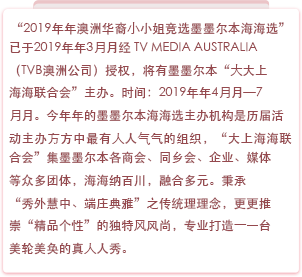 “2019年年澳洲华裔小小姐竞选墨墨尔本海海选”
已于2019年年3月月经 TV MEDIA AUSTRALIA
（TVB澳洲公司）授权，将有墨墨尔本“大大上
海海联合会”主办。时间：2019年年4月月—7
月月。今年年的墨墨尔本海海选主办机构是历届活
动主办方方中最有人人气气的组织，“大上海海联
合会”集墨墨尔本各商会、同乡会、企业、媒体
等众多团体，海海纳百川，融合多元。秉承
“秀外慧中、端庄典雅”之传统理理念，更更推
崇“精品个性”的独特风风尚，专业打造一一台
美轮美奂的真人人秀。